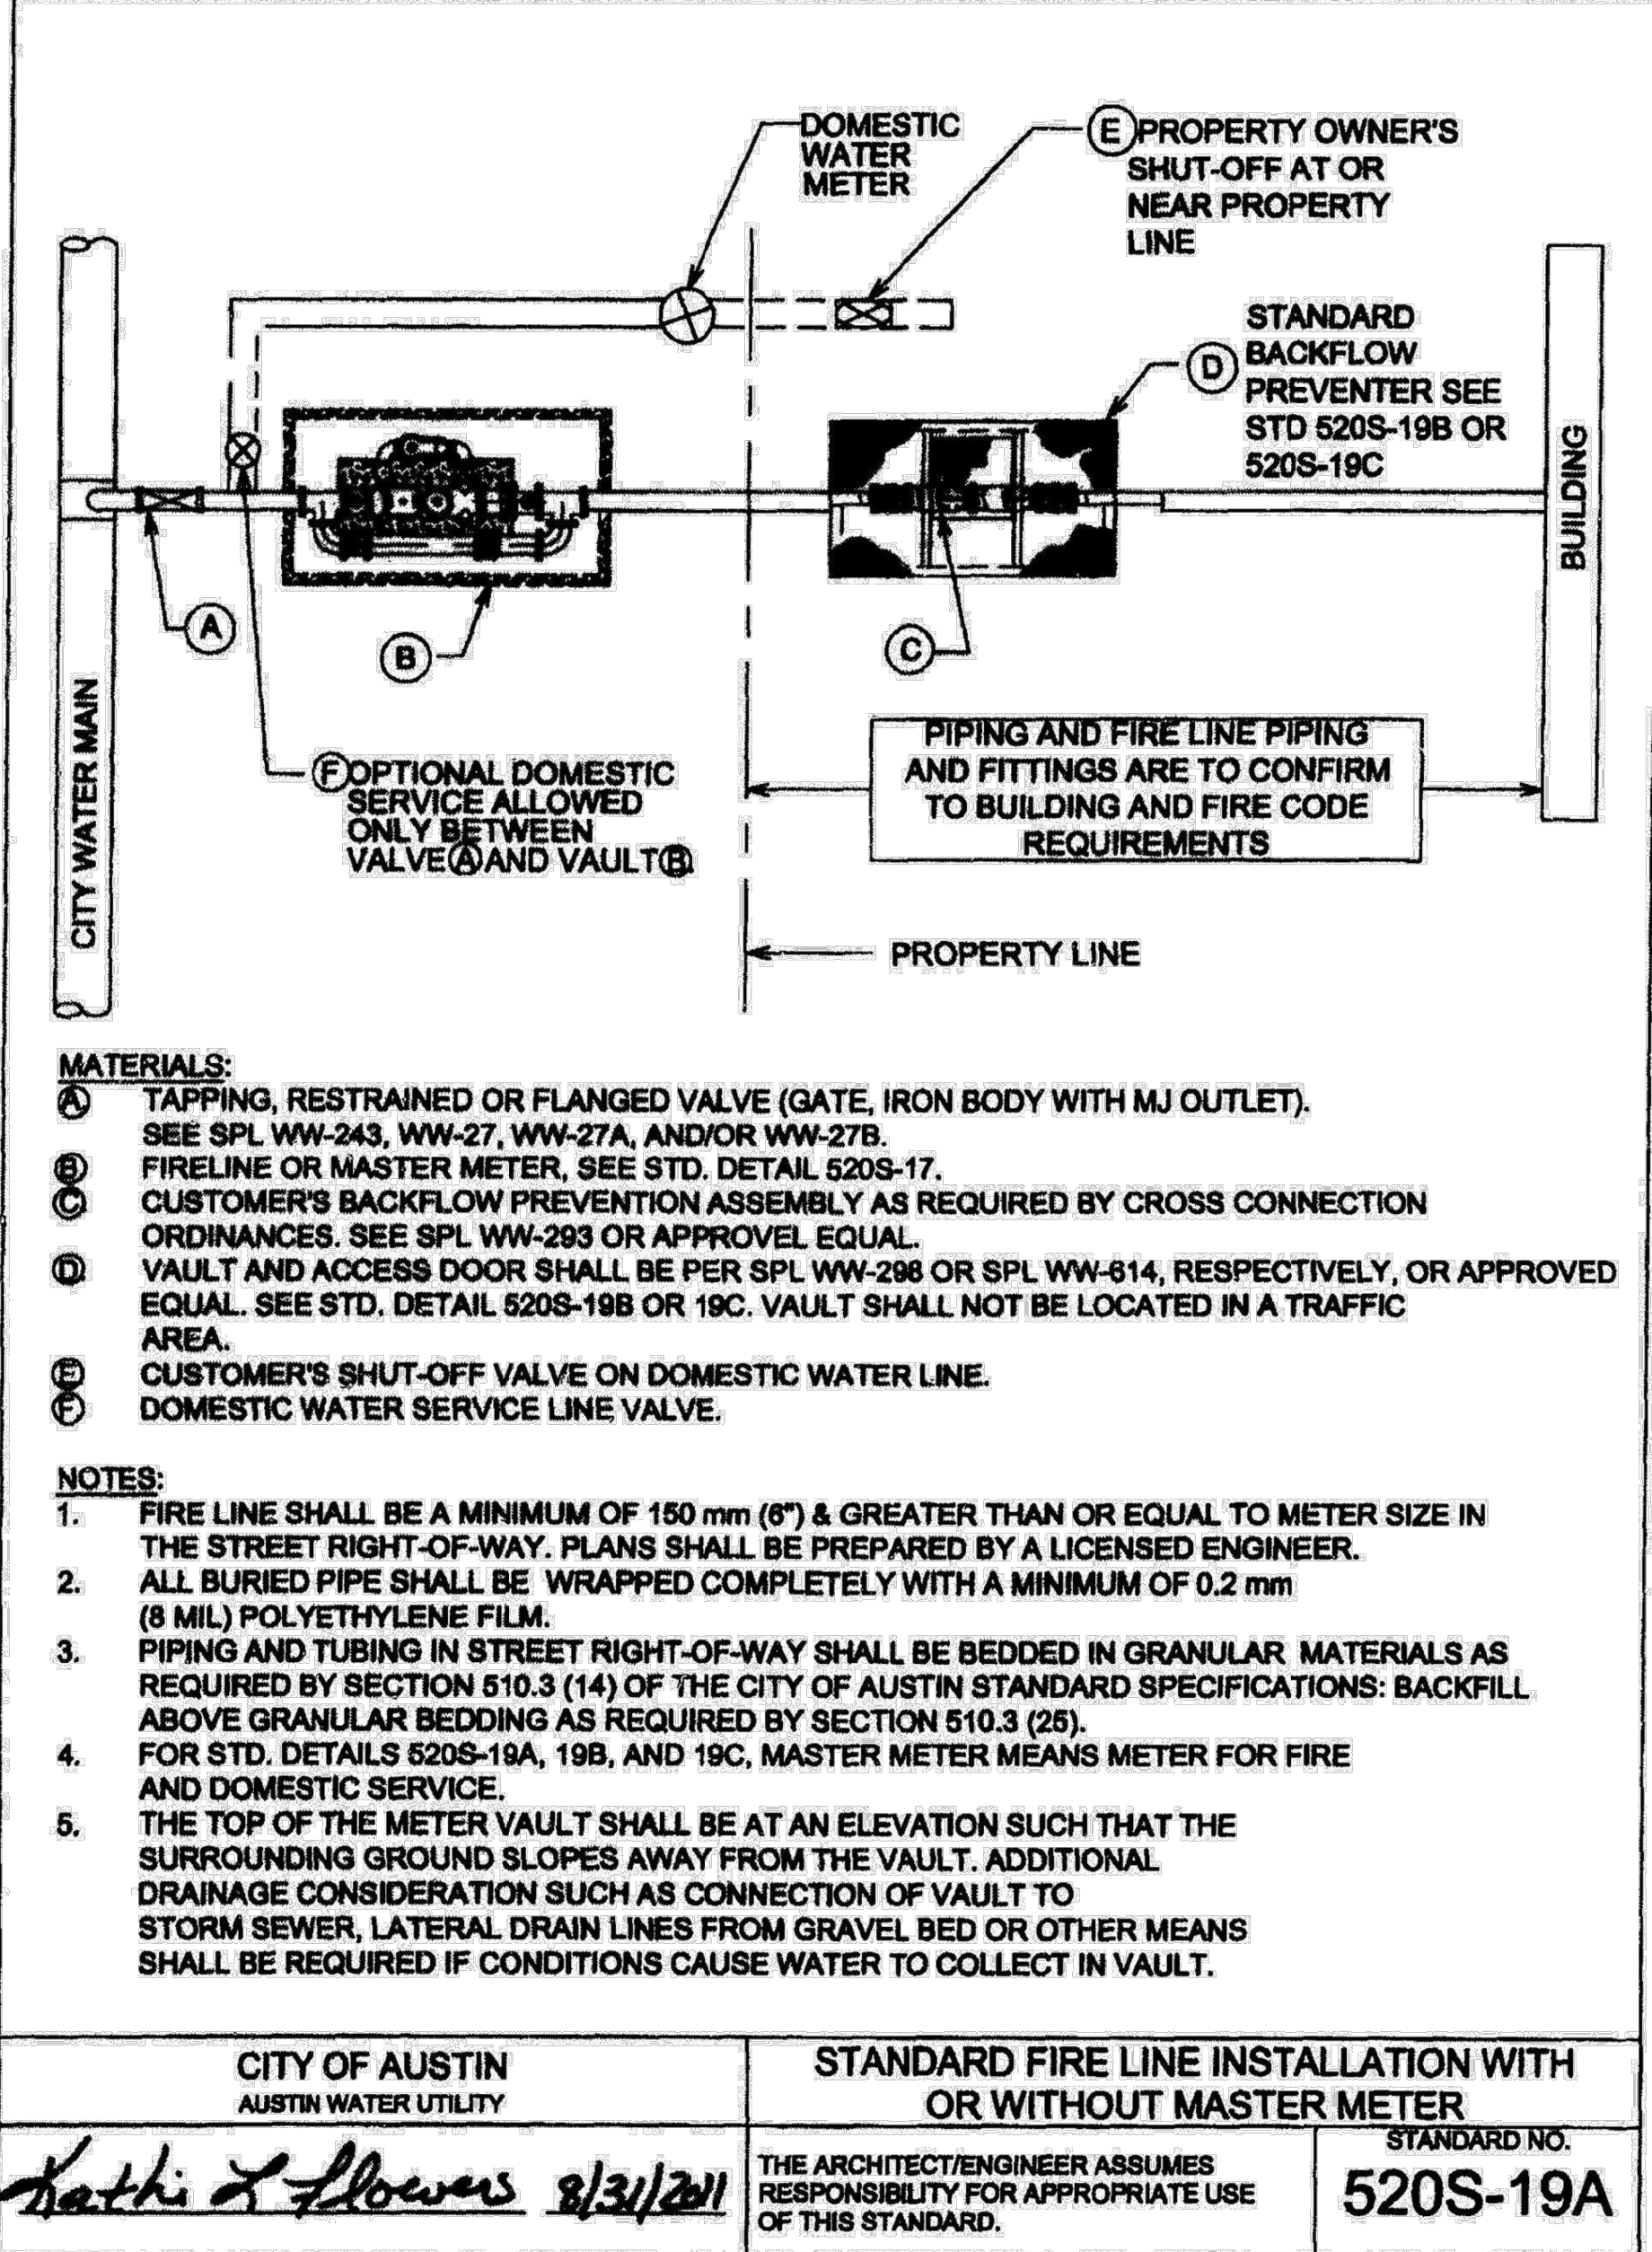 DOMESTIC
WATER
METER
E PROPERTY OWNER'S
SHUT-OFF AT OR
NEAR PROPERTY
LINE
D STANDARD
BACKFLOW
PREVENTER SEE
STD 520S-19B OR
520S-19C
BUILDING
A
B
C
CITY WATER MAIN
F OPTIONAL DOMESTIC
SERVICE ALLOWED
ONLY BETWEEN
VALVE A AND VAULT B.
PIPING AND FIRE LINE PIPING
AND FITTINGS ARE TO CONFIRM
TO BUILDING AND FIRE CODE
REQUIREMENTS
PROPERTY LINE
MATERIALS:
A TAPPING, RESTRAINED OR FLANGED VALVE (GATE, IRON BODY WITH MJ OUTLET).
SEE SPL WW-243, WW-27, WW-27A, AND/OR WW-27B.
B FIRELINE OR MASTER METER, SEE STD. DETAIL 520S-17.
C CUSTOMER'S BACKFLOW PREVENTION ASSEMBLY AS REQUIRED BY CROSS CONNECTION
ORDINANCES. SEE SPL WW-293 OR APPROVEL EQUAL.
D VAULT AND ACCESS DOOR SHALL BE PER SPL WW-298 OR SPL WW-614, RESPECTIVELY, OR APPROVED
EQUAL. SEE STD. DETAIL 520S-19B OR 19C. VAULT SHALL NOT BE LOCATED IN A TRAFFIC
AREA.
E CUSTOMER'S SHUT-OFF VALVE ON DOMESTIC WATER LINE.
F DOMESTIC WATER SERVICE LINE VALVE.
NOTES:
1. FIRE LINE SHALL BE A MINIMUM OF 150 mm (6") & GREATER THAN OR EQUAL TO METER SIZE IN
THE STREET RIGHT-OF-WAY. PLANS SHALL BE PREPARED BY A LICENSED ENGINEER.
2. ALL BURIED PIPE SHALL BE WRAPPED COMPLETELY WITH A MINIMUM OF 0.2 mm
(8 MIL) POLYETHYLENE FILM.
3. PIPING AND TUBING IN STREET RIGHT-OF-WAY SHALL BE BEDDED IN GRANULAR MATERIALS AS
REQUIRED BY SECTION 510.3 (14) OF THE CITY OF AUSTIN STANDARD SPECIFICATIONS: BACKFILL
ABOVE GRANULAR BEDDING AS REQUIRED BY SECTION 510.3 (25).
4. FOR STD. DETAILS 520S-19A, 19B, AND 19C, MASTER METER MEANS METER FOR FIRE
AND DOMESTIC SERVICE.
5. THE TOP OF THE METER VAULT SHALL BE AT AN ELEVATION SUCH THAT THE
SURROUNDING GROUND SLOPES AWAY FROM THE VAULT. ADDITIONAL
DRAINAGE CONSIDERATION SUCH AS CONNECTION OF VAULT TO
STORM SEWER, LATERAL DRAIN LINES FROM GRAVEL BED OR OTHER MEANS
SHALL BE REQUIRED IF CONDITIONS CAUSE WATER TO COLLECT IN VAULT.
CITY OF AUSTIN
AUSTIN WATER UTILITY
STANDARD FIRE LINE INSTALLATION WITH
OR WITHOUT MASTER METER
Kathi L Flowers 8/31/2011
THE ARCHITECT/ENGINEER ASSUMES
RESPONSIBILITY FOR APPROPRIATE USE
OF THIS STANDARD.
STANDARD NO.
520S-19A